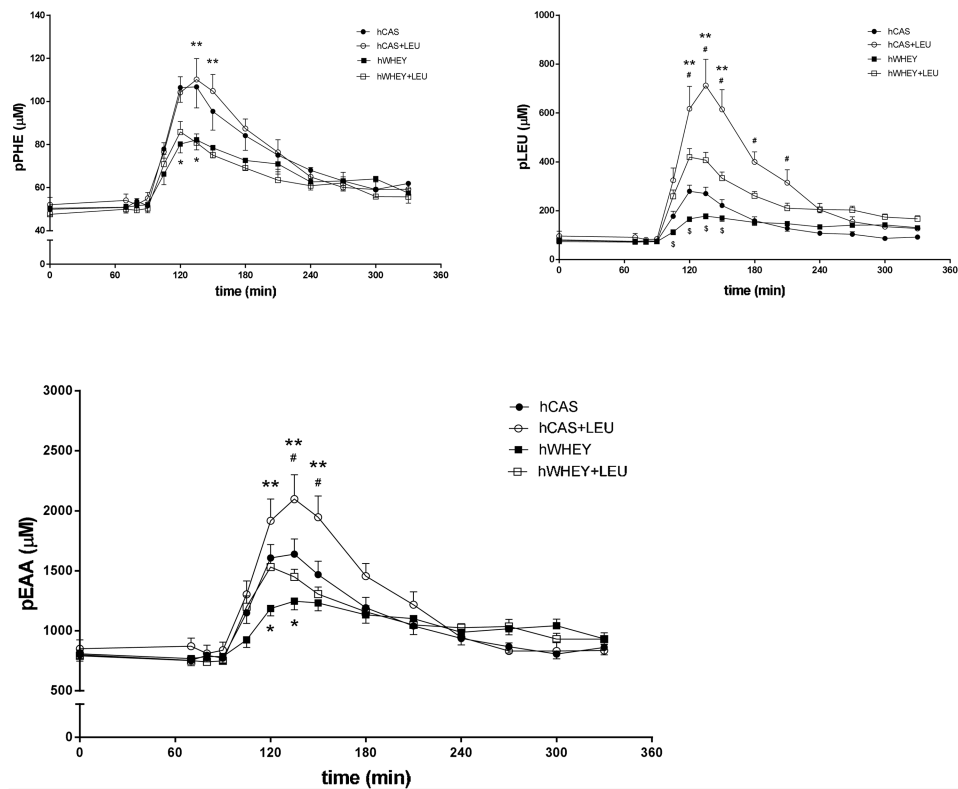 140
120
100
80
60
40
0
pPHE (μM)
** **
* *
hCAS
hCAS+LEU
hWHEY
hWHEY+LEU
0 60 120 180 240 300 360
time (min)
1000
800
600
400
200
0
pLEU (μM)
**
** # **
# #
# #
$ $ $ $
hCAS
hCAS+LEU
hWHEY
hWHEY+LEU
0 60 120 180 240 300 360
time (min)
3000
2500
2000
1500
1000
500
0
pEAA (μM)
**
** # **
#
* *
hCAS
hCAS+LEU
hWHEY
hWHEY+LEU
0 60 120 180 240 300 360
time (min)